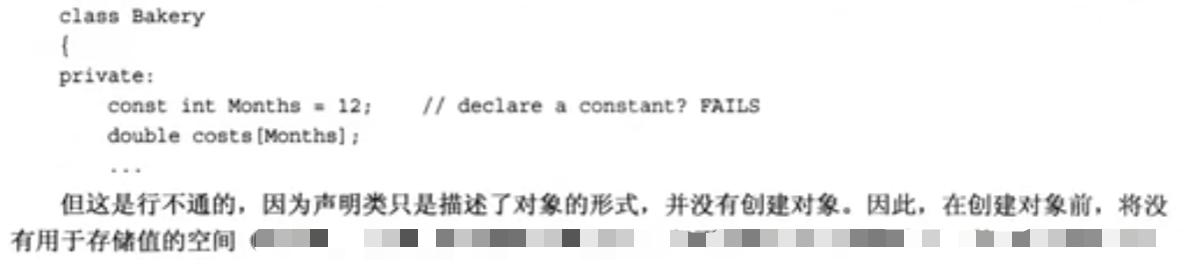 class Bakery
{
private:
    const int Months = 12;    // declare a constant? FAILS
    double costs[Months];
    ...
但这是行不通的，因为声明类只是描述了对象的形式，并没有创建对象。因此，在创建对象前，将没
有用于存储值的空间（